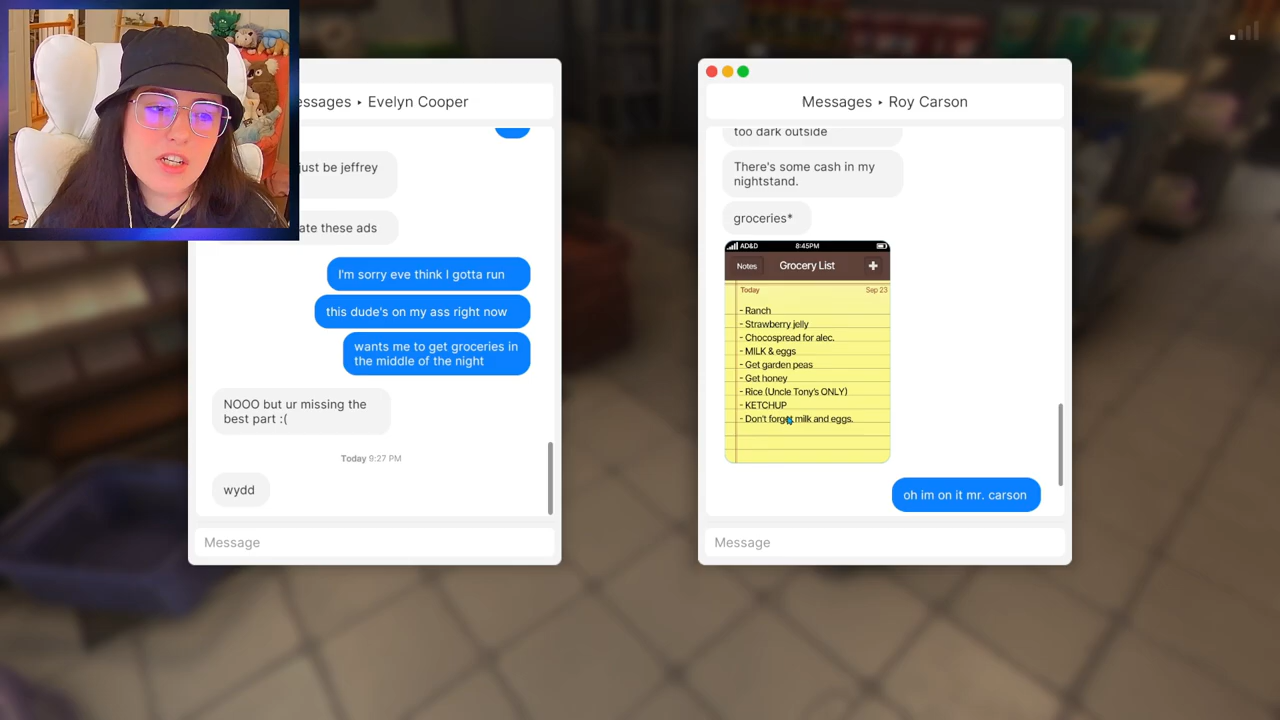 essages ▸ Evelyn Cooper
just be jeffrey
ate these ads
I'm sorry eve think I gotta run
this dude's on my ass right now
wants me to get groceries in
the middle of the night
NOOO but ur missing the
best part :(
Today 9:27 PM
wydd
Message
Messages ▸ Roy Carson
too dark outside
There's some cash in my
nightstand.
groceries*
AD&D 8:45PM
Notes Grocery List +
Today Sep 23
- Ranch
- Strawberry jelly
- Chocospread for alec.
- MILK & eggs
- Get garden peas
- Get honey
- Rice (Uncle Tony's ONLY)
- KETCHUP
- Don't forget milk and eggs.
oh im on it mr. carson
Message